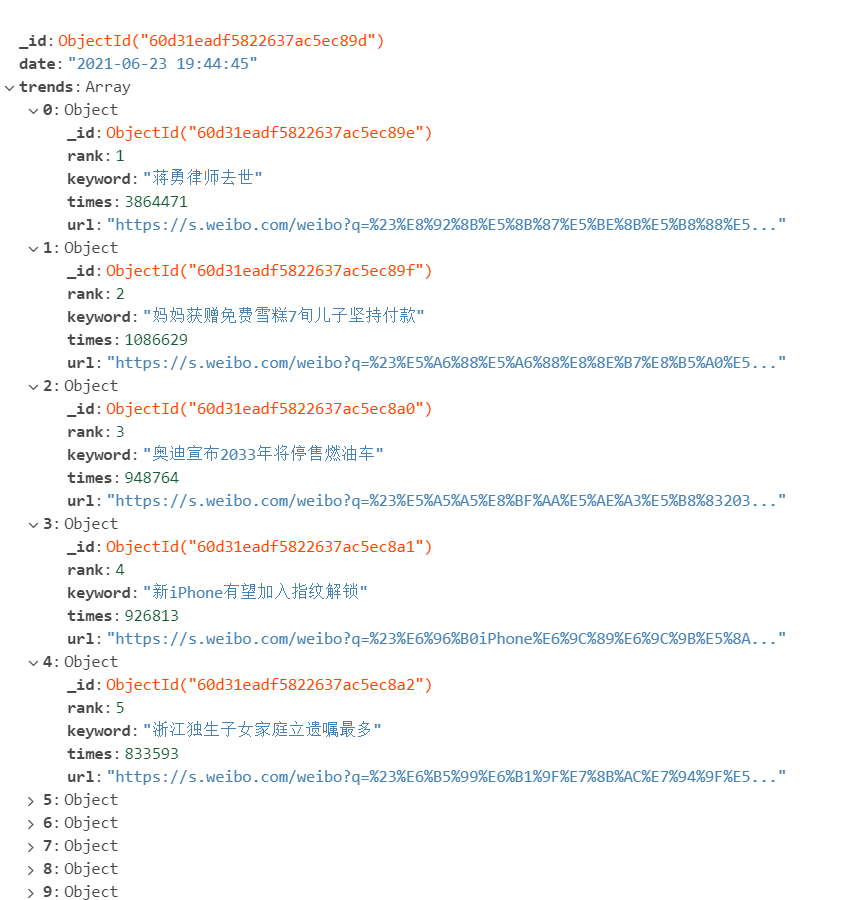 _id: ObjectId("60d31eadf5822637ac5ec89d")
date: "2021-06-23 19:44:45"
trends: Array
0: Object
_id: ObjectId("60d31eadf5822637ac5ec89e")
rank: 1
keyword: "蒋勇律师去世"
times: 3864471
url: "https://s.weibo.com/weibo?q=%23%E8%92%8B%E5%8B%87%E5%BE%8B%E5%B8%88%E5..."
1: Object
_id: ObjectId("60d31eadf5822637ac5ec89f")
rank: 2
keyword: "妈妈获赠免费雪糕7旬儿子坚持付款"
times: 1086629
url: "https://s.weibo.com/weibo?q=%23%E5%A6%88%E5%A6%88%E8%8E%B7%E8%B5%A0%E5..."
2: Object
_id: ObjectId("60d31eadf5822637ac5ec8a0")
rank: 3
keyword: "奥迪宣布2033年将停售燃油车"
times: 948764
url: "https://s.weibo.com/weibo?q=%23%E5%A5%A5%E8%BF%AA%E5%AE%A3%E5%B8%83203..."
3: Object
_id: ObjectId("60d31eadf5822637ac5ec8a1")
rank: 4
keyword: "新iPhone有望加入指纹解锁"
times: 926813
url: "https://s.weibo.com/weibo?q=%23%E6%96%B0iPhone%E6%9C%89%E6%9C%9B%E5%8A..."
4: Object
_id: ObjectId("60d31eadf5822637ac5ec8a2")
rank: 5
keyword: "浙江独生子女家庭立遗嘱最多"
times: 833593
url: "https://s.weibo.com/weibo?q=%23%E6%B5%99%E6%B1%9F%E7%8B%AC%E7%94%9F%E5..."
5: Object
6: Object
7: Object
8: Object
9: Object